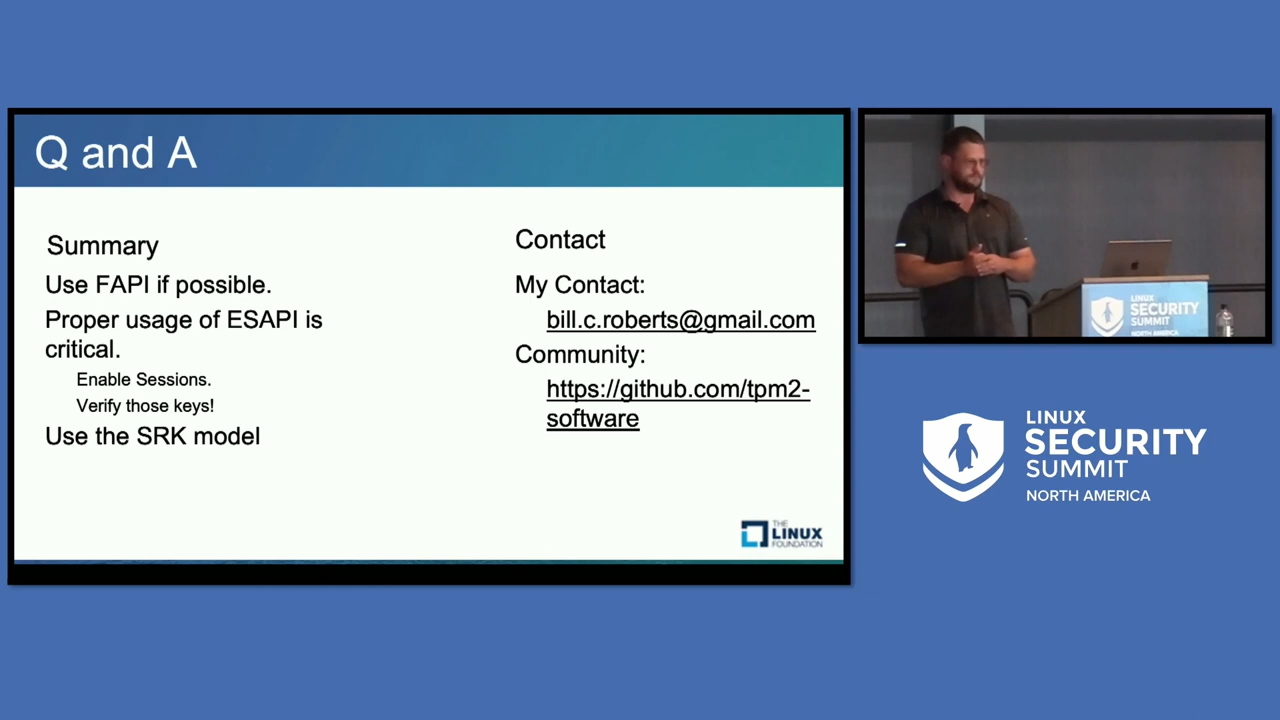 Q and A
Summary
Use FAPI if possible.
Proper usage of ESAPI is
critical.
Enable Sessions.
Verify those keys!
Use the SRK model
Contact
My Contact:
bill.c.roberts@gmail.com
Community:
https://github.com/tpm2-
software
THE
LINUX
FOUNDATION
LINUX
SECURITY
SUMMIT
NORTH AMERICA
LINUX
SECURITY
SUMMIT
NORTH AMERICA